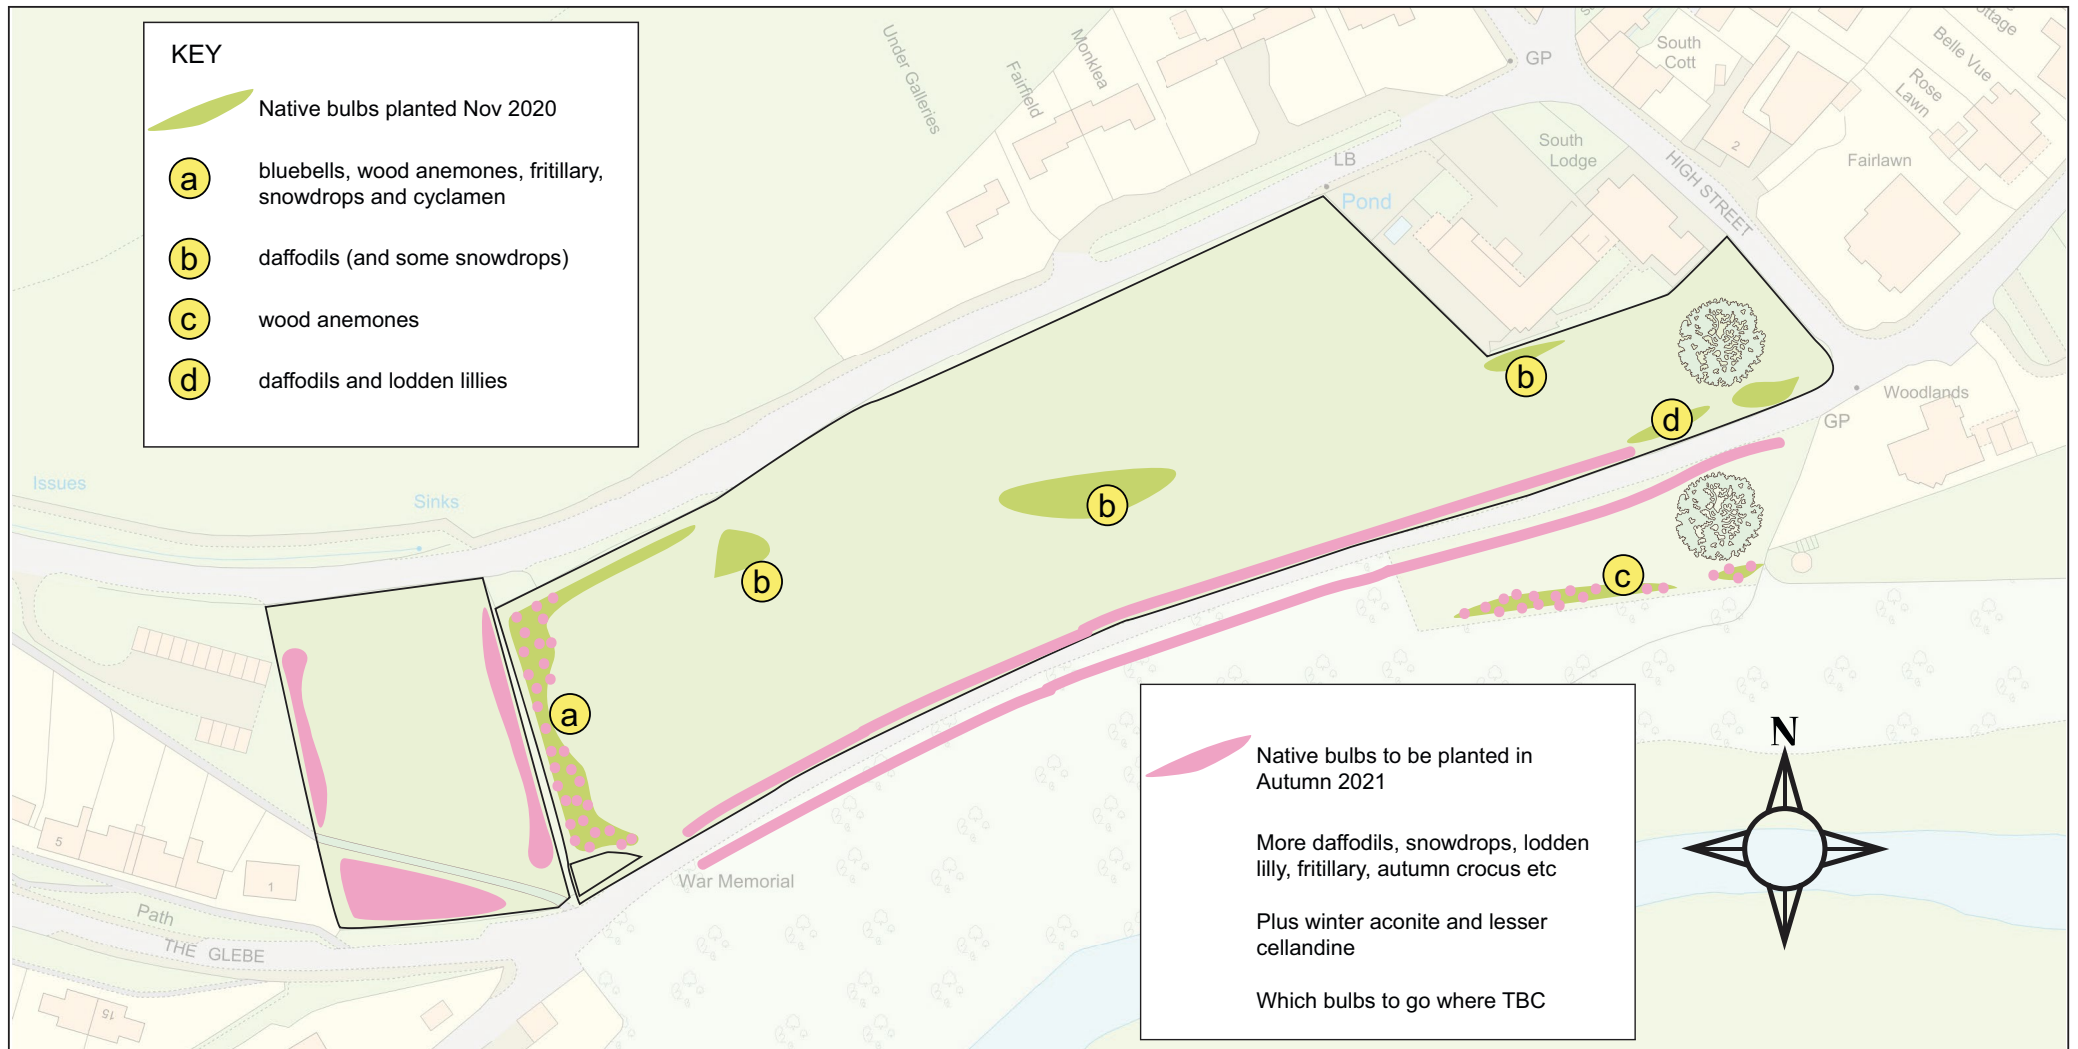 KEY
Native bulbs planted Nov 2020
a
bluebells, wood anemones, fritillary,
snowdrops and cyclamen
b
daffodils (and some snowdrops)
c
wood anemones
d
daffodils and lodden lillies
Under Galleries
Fairfield
Monklea
GP
South
Cott
Belle Vue
Rose
Lawn
2
Fairlawn
LB
South
Lodge
HIGH STREET
Pond
b
d
Woodlands
GP
Issues
Sinks
b
b
c
a
War Memorial
5
1
Path
THE GLEBE
15
Native bulbs to be planted in
Autumn 2021
More daffodils, snowdrops, lodden
lilly, fritillary, autumn crocus etc
Plus winter aconite and lesser
cellandine
Which bulbs to go where TBC
N